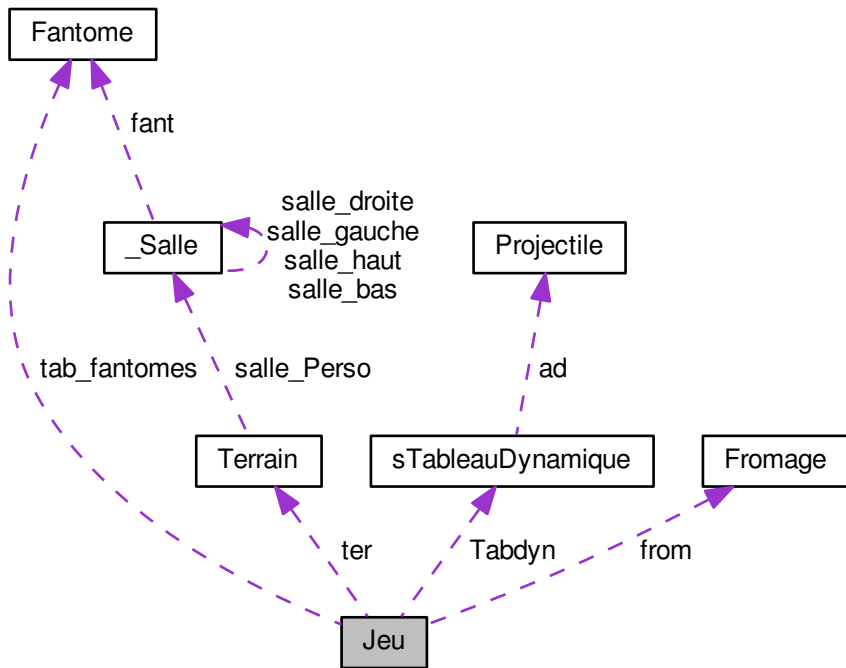 Fantome
fant
salle_droite
salle_gauche
salle_haut
salle_bas
_Salle
Projectile
tab_fantomes
salle_Perso
ad
Terrain
sTableauDynamique
Fromage
ter
Tabdyn
from
Jeu